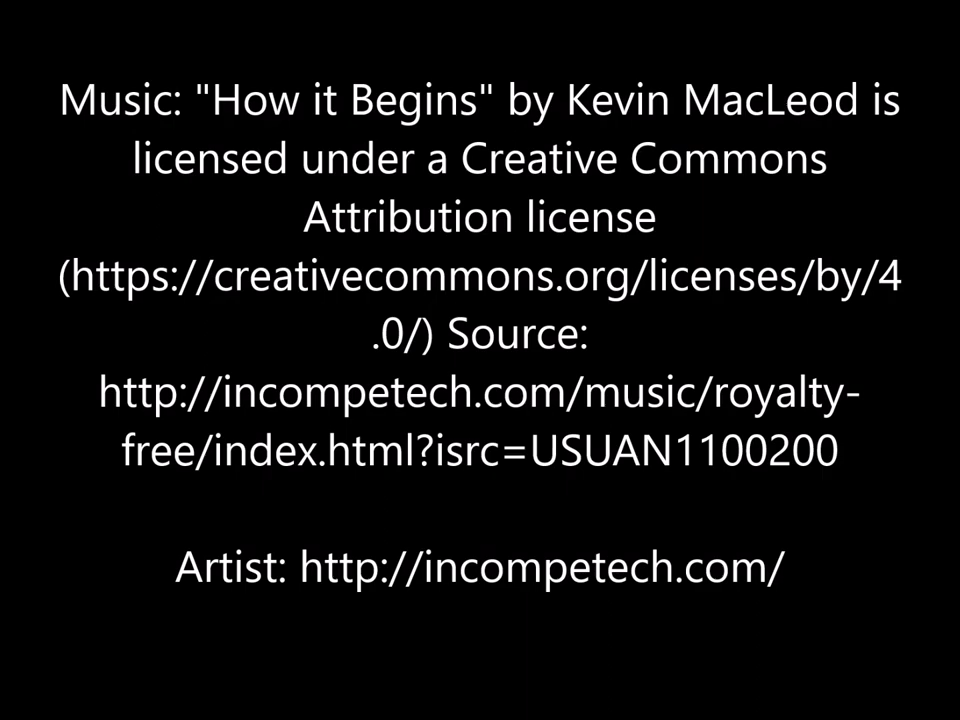 Music: "How it Begins" by Kevin MacLeod is
licensed under a Creative Commons
Attribution license
(https://creativecommons.org/licenses/by/4
.0/) Source:
http://incompetech.com/music/royalty-
free/index.html?isrc=USUAN1100200
Artist: http://incompetech.com/